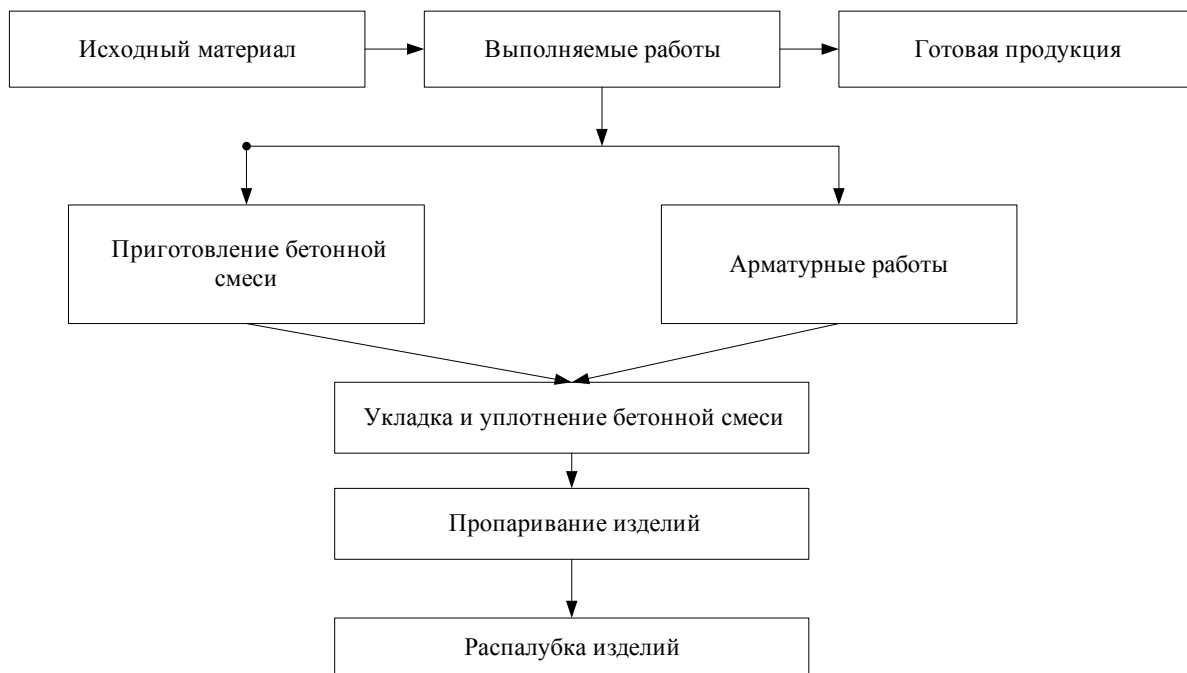 Исходный материал
Выполняемые работы
Готовая продукция
Приготовление бетонной
смеси
Арматурные работы
Укладка и уплотнение бетонной смеси
Пропаривание изделий
Распалубка изделий